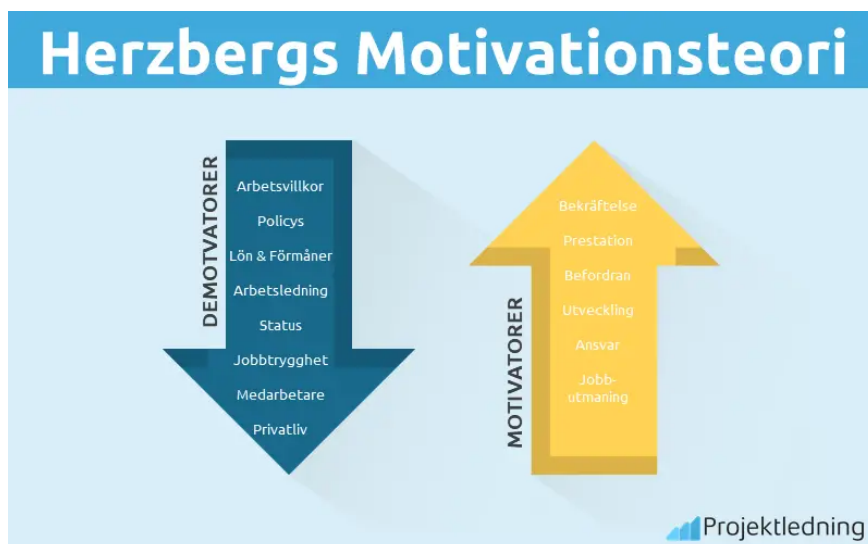 Herzbergs Motivationsteori
DEMOTVATORER
Arbetsvillkor
Policys
Lön & Förmåner
Arbetsledning
Status
Jobbtrygghet
Medarbetare
Privatliv
MOTIVATORER
Bekräftelse
Prestation
Befordran
Utveckling
Ansvar
Jobb-
utmaning
Projektledning